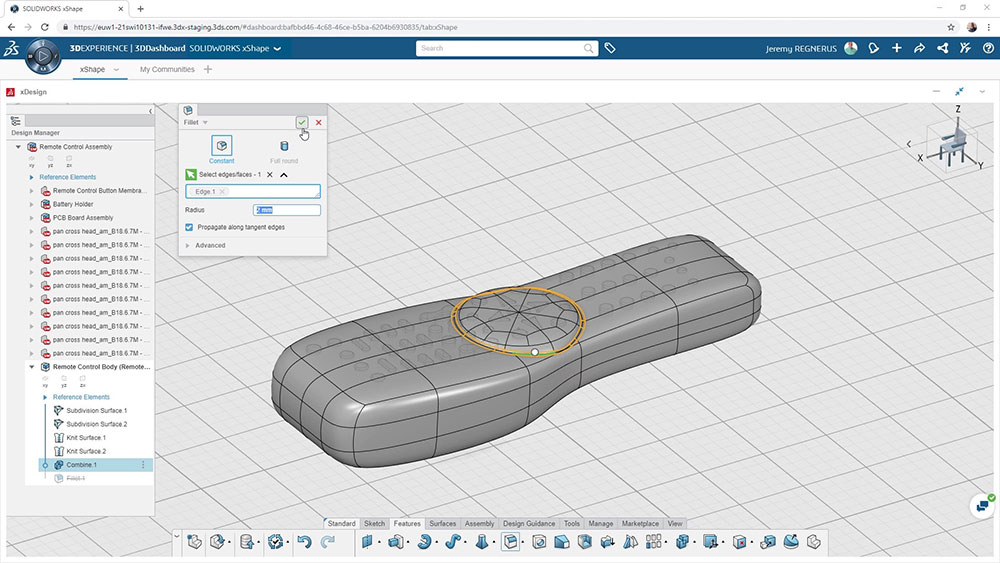 SOLIDWORKS xShape
https://euw1-21swi10131-ifwe.3dx-staging.3ds.com/#dashboard:bafbbd46-4c68-46ce-b5ba-6204b6930835/tab:xShape
3DEXPERIENCE | 3DDashboard SOLIDWORKS xShape
Search
Jeremy REGNERUS
xShape
My Communities
xDesign
Design Manager
Remote Control Assembly
xy yz zx
Reference Elements
Remote Control Button Membra...
Battery Holder
PCB Board Assembly
pan cross head_am_B18.6.7M - ...
pan cross head_am_B18.6.7M - ...
pan cross head_am_B18.6.7M - ...
pan cross head_am_B18.6.7M - ...
pan cross head_am_B18.6.7M - ...
pan cross head_am_B18.6.7M - ...
pan cross head_am_B18.6.7M - ...
pan cross head_am_B18.6.7M - ...
pan cross head_am_B18.6.7M - ...
pan cross head_am_B18.6.7M - ...
Remote Control Body (Remote...
xy yz zx
Reference Elements
Subdivision Surface.1
Subdivision Surface.2
Knit Surface.1
Knit Surface.2
Combine.1
Fillet.1
Fillet
Constant
Full round
Select edges/faces - 1
Edge.1
Radius
2 mm
Propagate along tangent edges
Advanced
Z
X
Y
Standard Sketch Features Surfaces Assembly Design Guidance Tools Manage Marketplace View